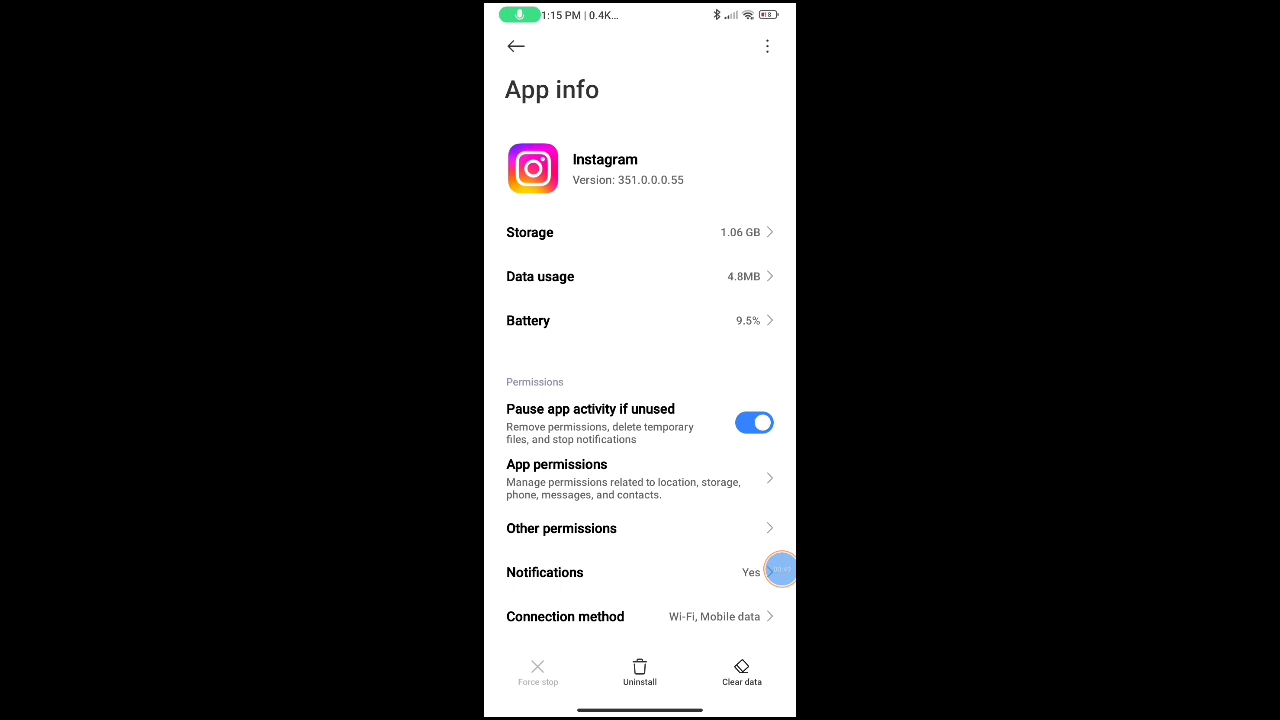 1:15 PM | 0.4K...
8
App info
Instagram
Version: 351.0.0.0.55
Storage 1.06 GB
Data usage 4.8MB
Battery 9.5%
Permissions
Pause app activity if unused
Remove permissions, delete temporary
files, and stop notifications
App permissions
Manage permissions related to location, storage,
phone, messages, and contacts.
Other permissions
Notifications Yes
Connection method Wi-Fi, Mobile data
Force stop Uninstall Clear data